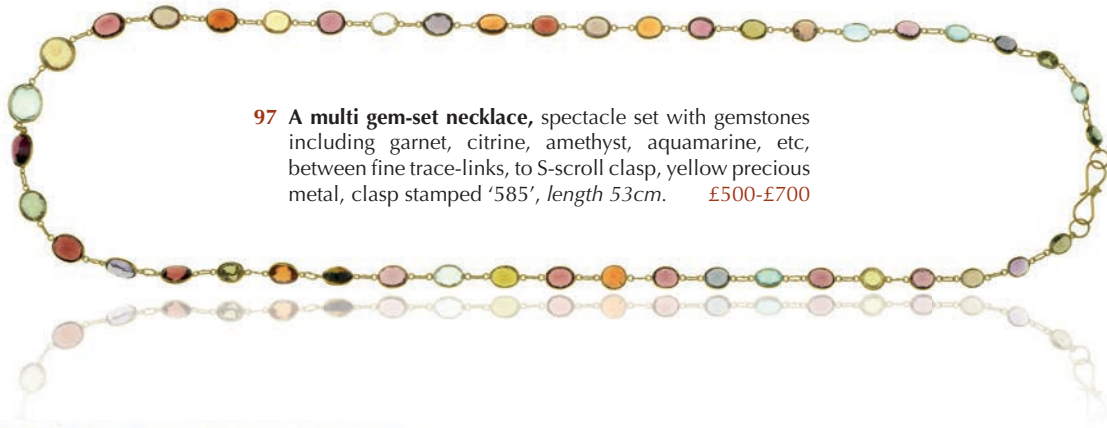 97 A multi gem-set necklace, spectacle set with gemstones
including garnet, citrine, amethyst, aquamarine, etc,
between fine trace-links, to S-scroll clasp, yellow precious
metal, clasp stamped ‘585’, length 53cm. £500-£700